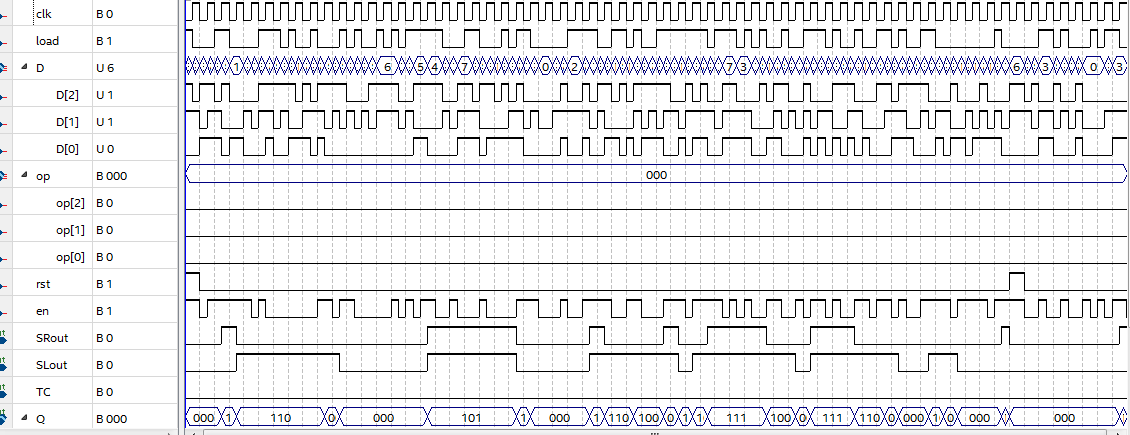 clk
load B 1
D U 6 1 6 5 4 7 0 2 7 3 6 3 0 3
D[2] U 1
D[1] U 1
D[0] U 0
op B 000 000
op[2] B 0
op[1] B 0
op[0] B 0
rst B 1
en B 1
SRout B 0
SLout B 0
TC B 0
Q B 000 000 1 110 0 000 101 1 000 1 110 100 0 1 1 111 100 0 111 110 0 000 1 0 000 000